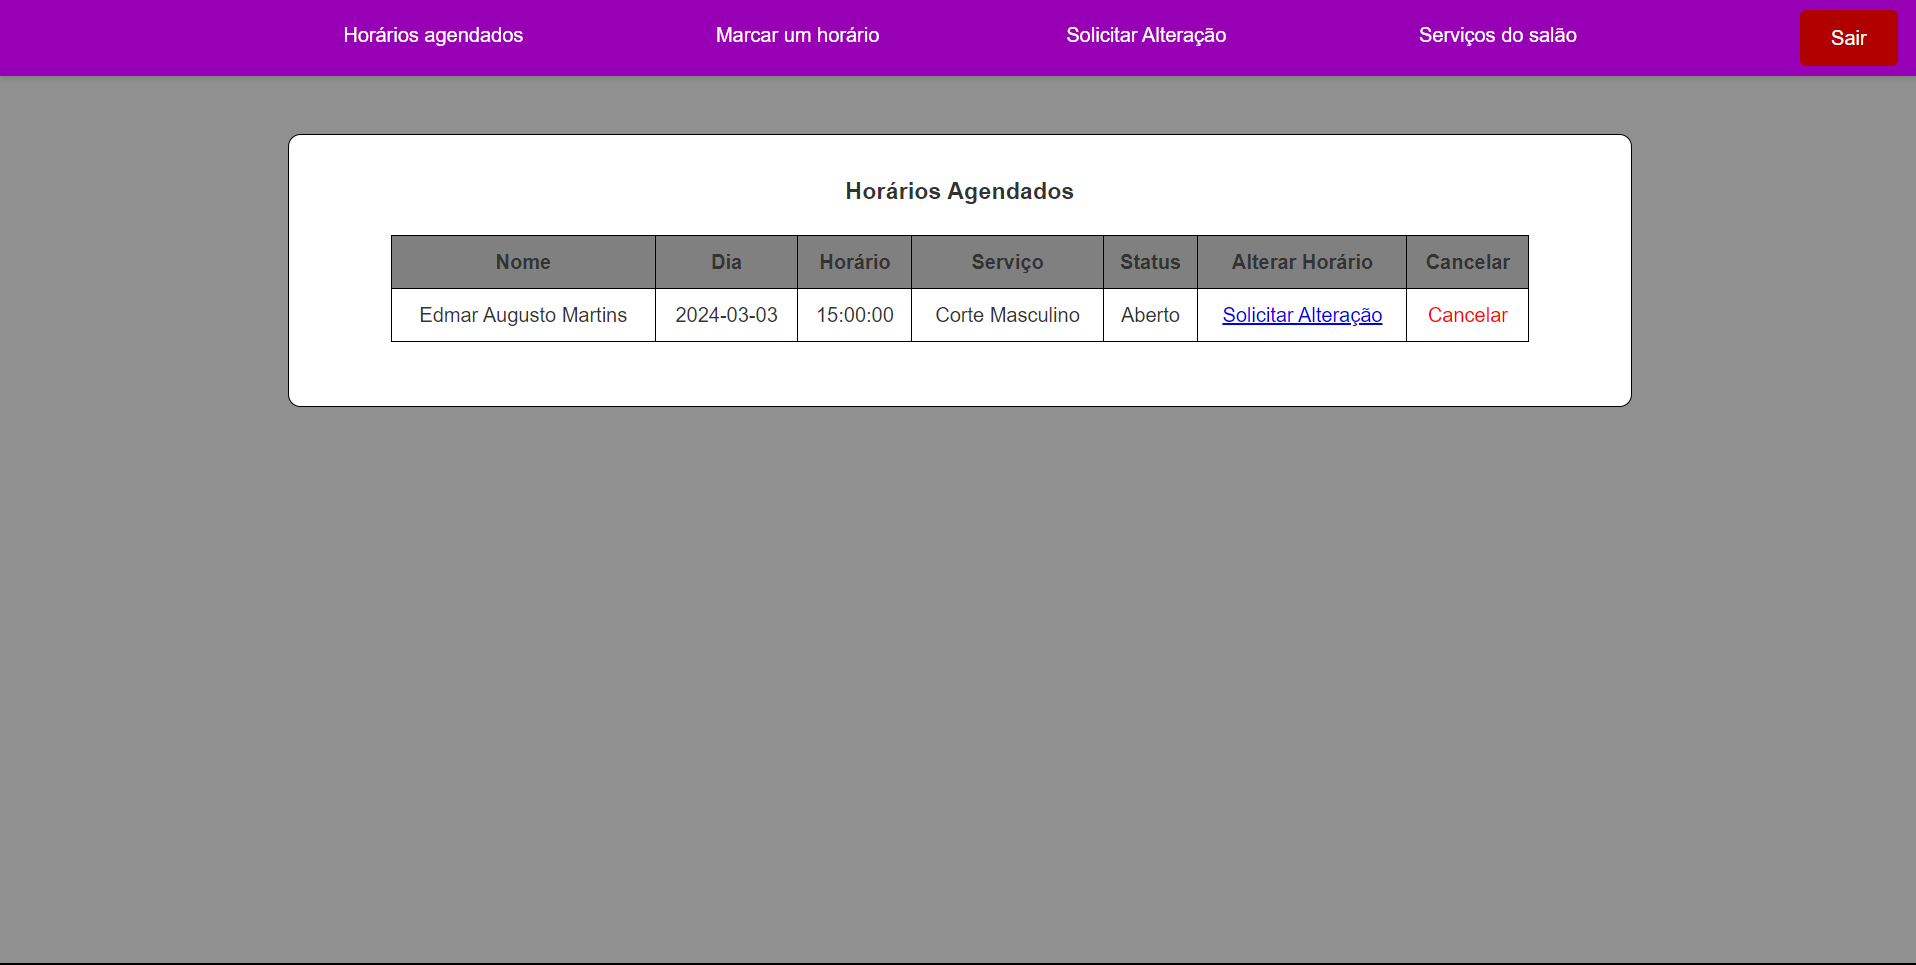 Horários agendados Marcar um horário Solicitar Alteração Serviços do salão Sair
Horários Agendados
Nome Dia Horário Serviço Status Alterar Horário Cancelar
Edmar Augusto Martins 2024-03-03 15:00:00 Corte Masculino Aberto Solicitar Alteração Cancelar